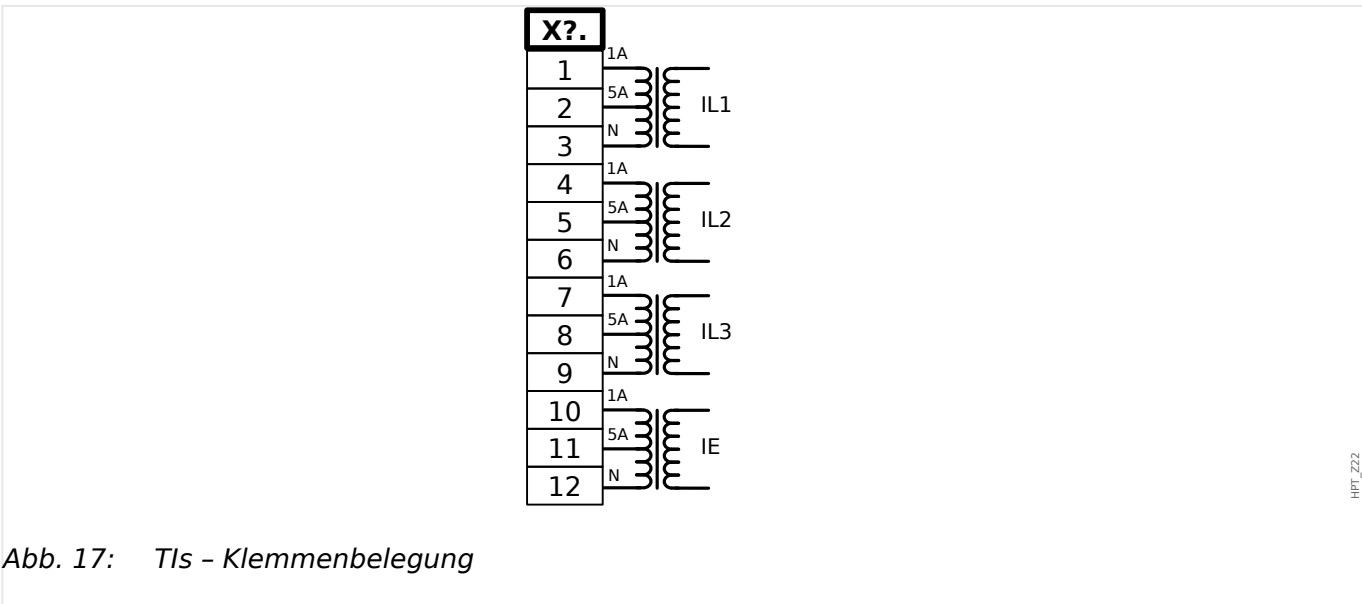 X?.
1A
1
5A
IL1
2
N
3
1A
4
5A
IL2
5
N
6
1A
7
5A
IL3
8
N
9
1A
10
5A
IE
11
N
12
HPT_Z22
Abb. 17: TIs – Klemmenbelegung